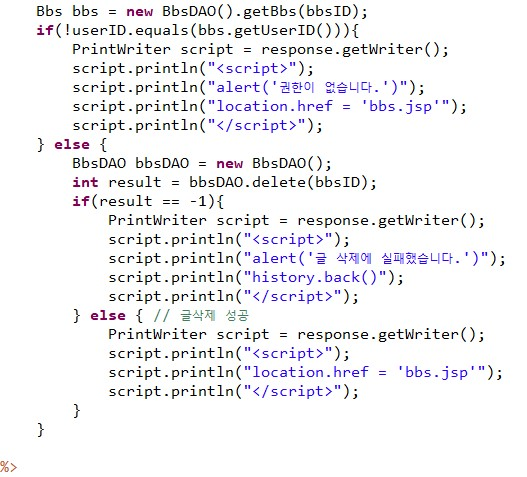 Bbs bbs = new BbsDAO().getBbs(bbsID);
if(!userID.equals(bbs.getUserID())){
PrintWriter script = response.getWriter();
script.println("<script>");
script.println("alert('권한이 없습니다.')");
script.println("location.href = 'bbs.jsp'");
script.println("</script>");
} else {
BbsDAO bbsDAO = new BbsDAO();
int result = bbsDAO.delete(bbsID);
if(result == -1){
PrintWriter script = response.getWriter();
script.println("<script>");
script.println("alert('글 삭제에 실패했습니다.')");
script.println("history.back()");
script.println("</script>");
} else { // 글삭제 성공
PrintWriter script = response.getWriter();
script.println("<script>");
script.println("location.href = 'bbs.jsp'");
script.println("</script>");
}
}
%>